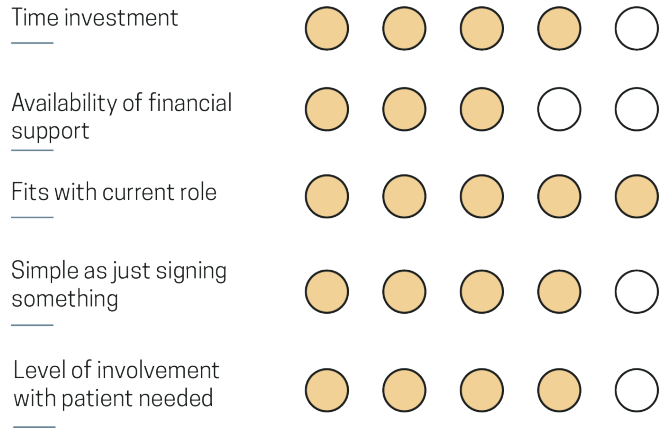 Time investment
Availability of financial
support
Fits with current role
Simple as just signing
something
Level of involvement
with patient needed